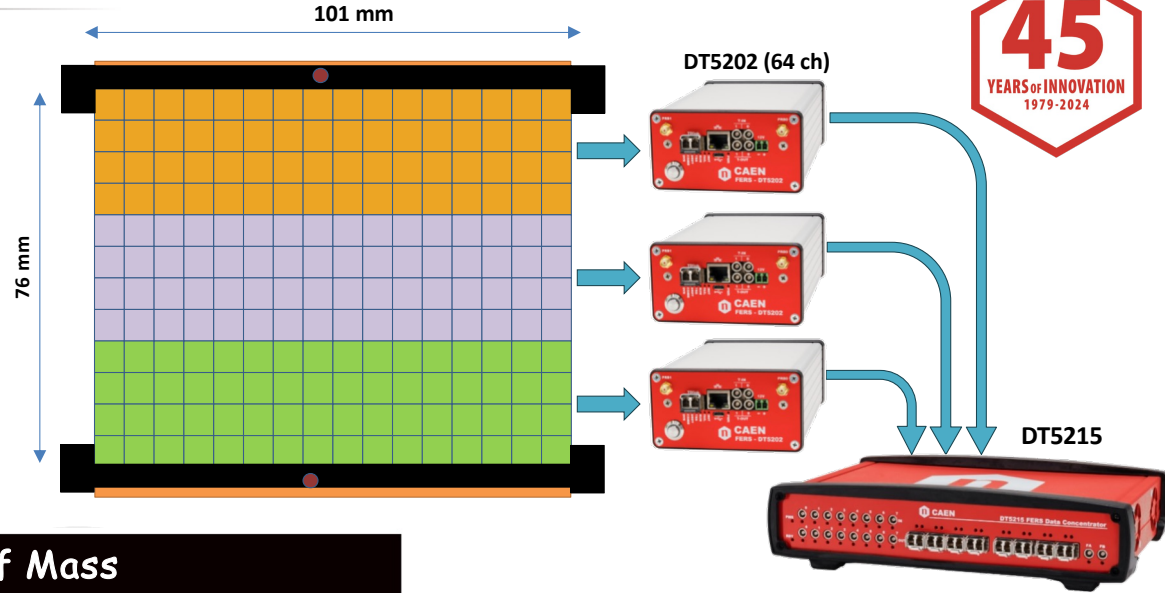 101 mm
45
YEARS OF INNOVATION
1979-2024
DT5202 (64 ch)
CAEN
FERS - DT5202
76 mm
CAEN
FERS - DT5202
CAEN
FERS - DT5202
DT5215
CAEN
DT5215 FERS Data Concentrator
f Mass